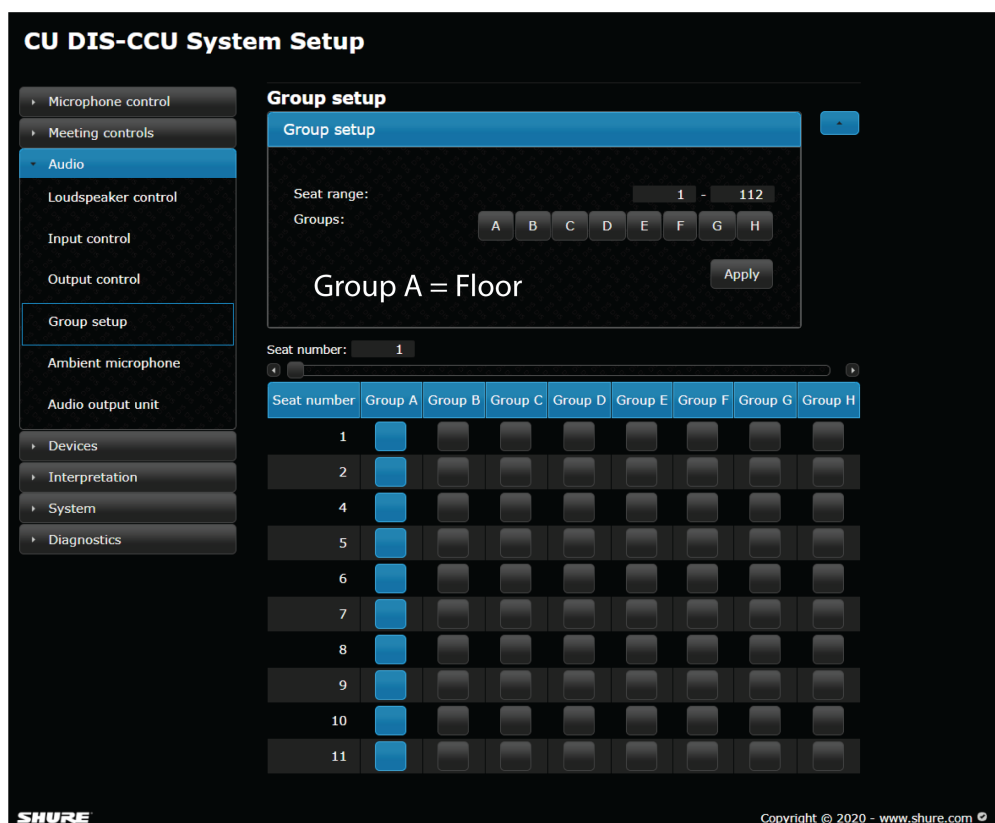 CU DIS-CCU System Setup
Microphone control
Meeting controls
Audio
Loudspeaker control
Input control
Output control
Group setup
Ambient microphone
Audio output unit
Devices
Interpretation
System
Diagnostics
Group setup
Group setup
Seat range: 1 - 112
Groups: A B C D E F G H
Apply
Group A = Floor
Seat number: 1
Seat number Group A Group B Group C Group D Group E Group F Group G Group H
1
2
4
5
6
7
8
9
10
11
SHURE
Copyright © 2020 - www.shure.com